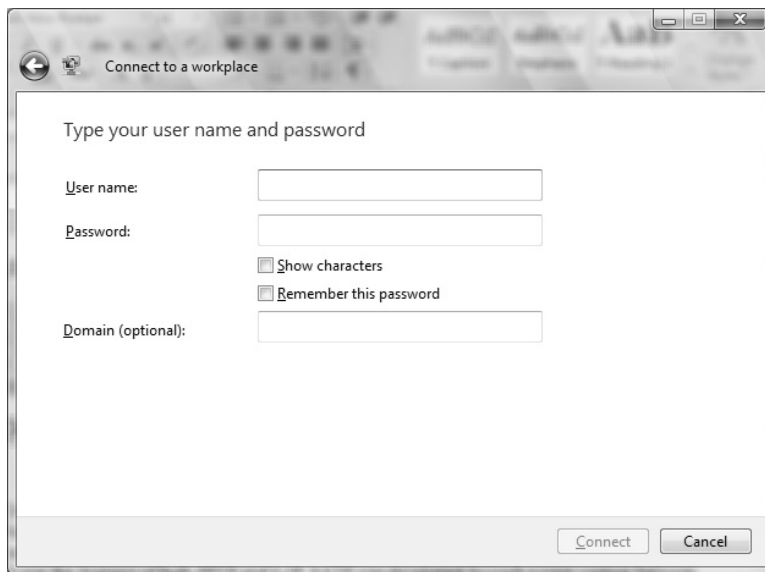 Connect to a workplace
Type your user name and password
User name:
Password:
Show characters
Remember this password
Domain (optional):
Connect Cancel